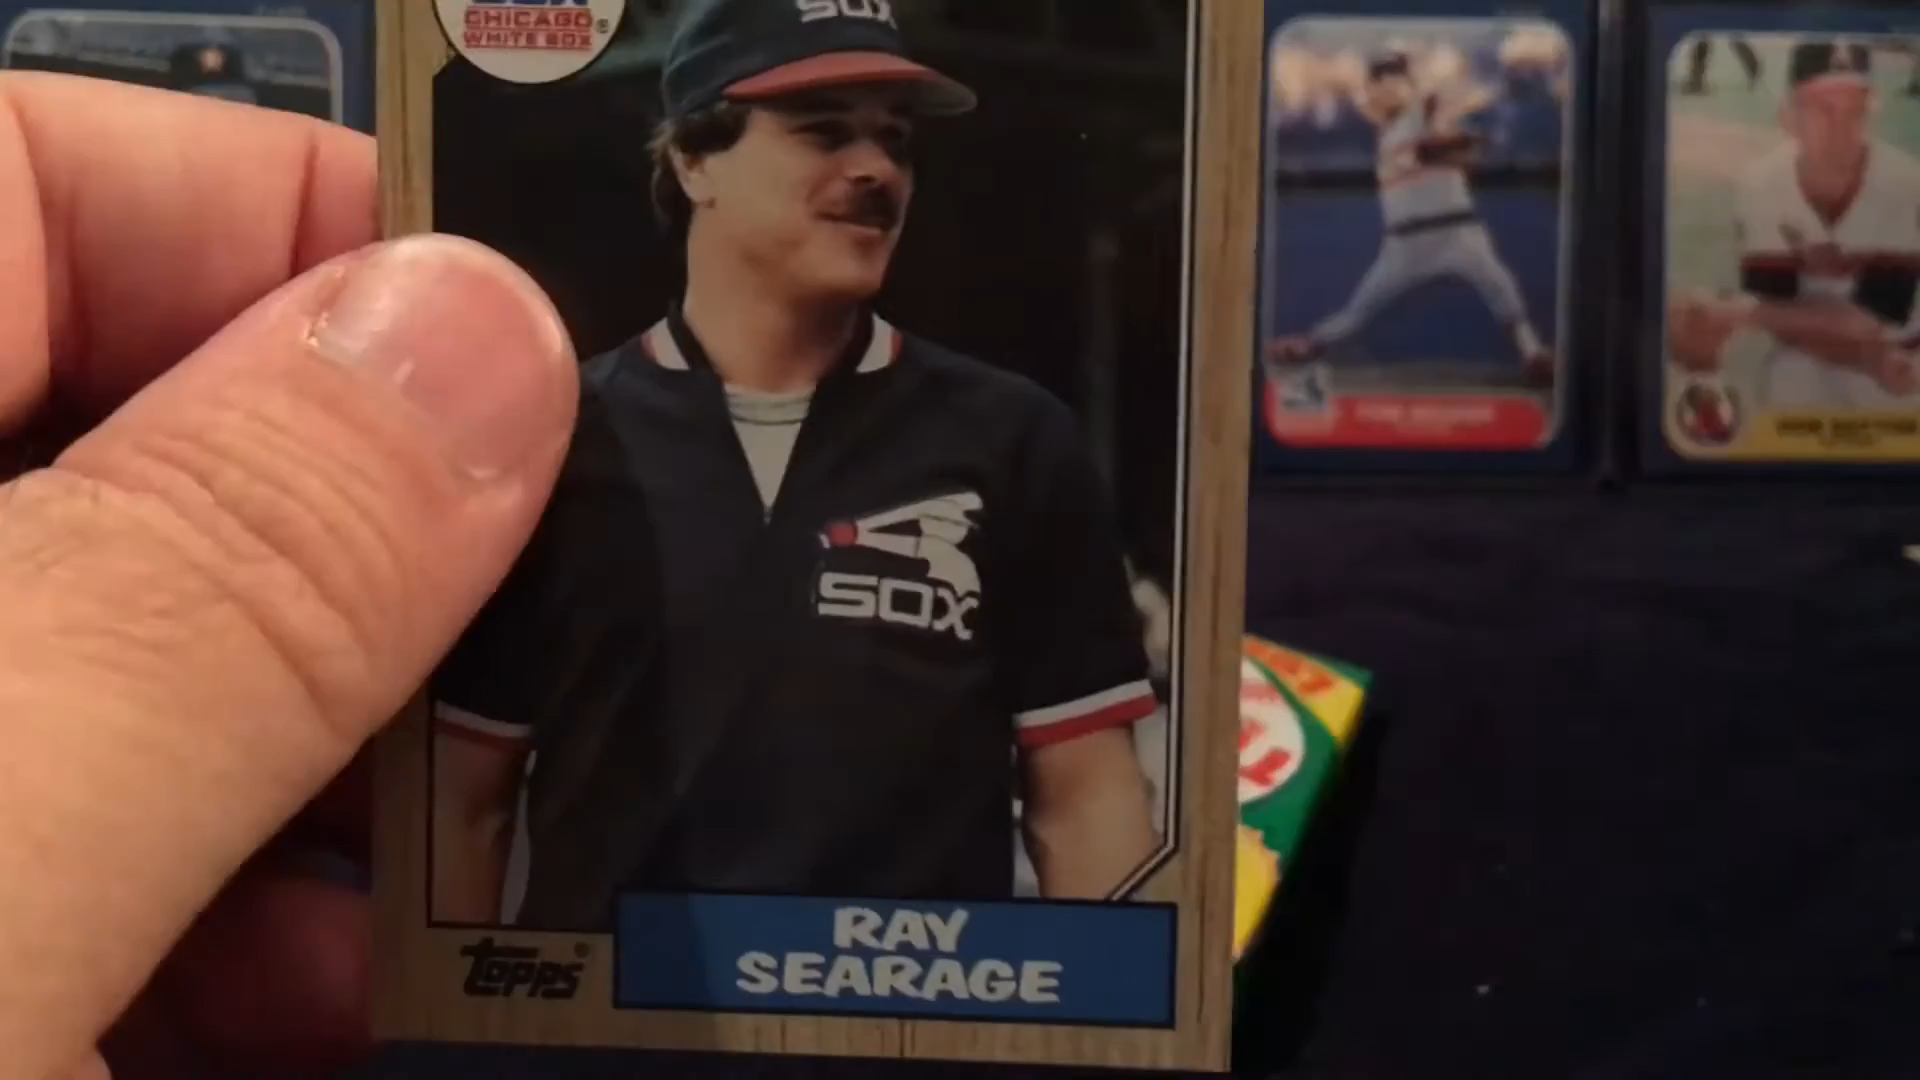 SOX
CHICAGO
WHITE SOX
SOX
RAY
SEARAGE
Topps